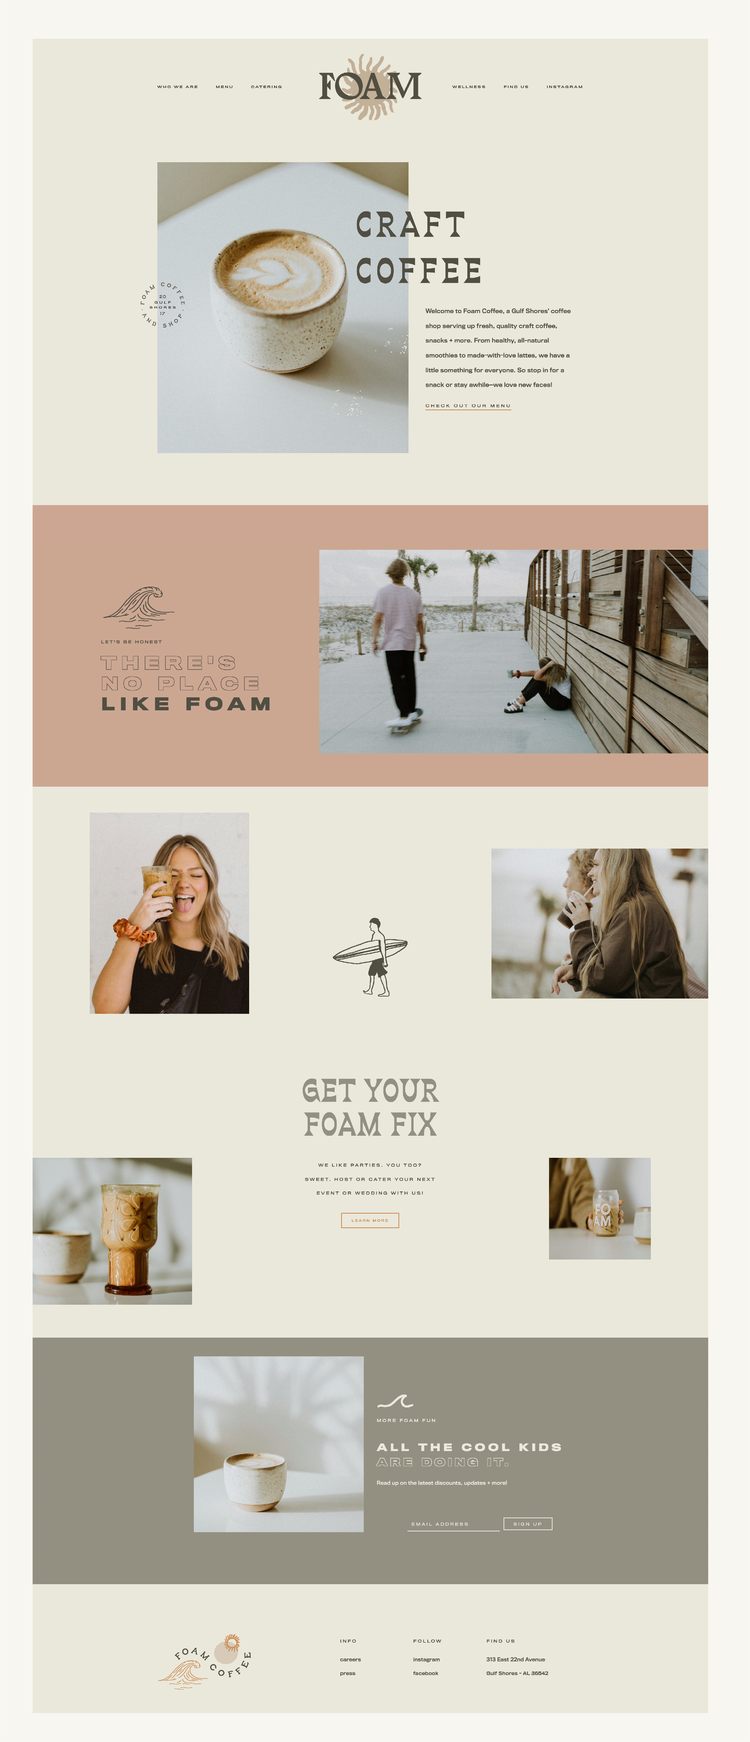 WHO WE ARE
MENU
CATERING
FOAM
WELLNESS
FIND US
INSTAGRAM
CRAFT
COFFEE
FOAM COFFEE
20
GULF
SHORES
17
AND SHOP
Welcome to Foam Coffee, a Gulf Shores' coffee
shop serving up fresh, quality craft coffee,
snacks + more. From healthy, all-natural
smoothies to made-with-love lattes, we have a
little something for everyone. So stop in for a
snack or stay awhile—we love new faces!
CHECK OUT OUR MENU
LET'S BE HONEST
THERE'S
NO PLACE
LIKE FOAM
GET YOUR
FOAM FIX
WE LIKE PARTIES. YOU TOO?
SWEET. HOST OR CATER YOUR NEXT
EVENT OR WEDDING WITH US!
LEARN MORE
FO
AM
MORE FOAM FUN
ALL THE COOL KIDS
ARE DOING IT.
Read up on the latest discounts, updates + more!
EMAIL ADDRESS
SIGN UP
FOAM
COFFEE
INFO
careers
press
FOLLOW
instagram
facebook
FIND US
313 East 22nd Avenue
Gulf Shores - AL 36542